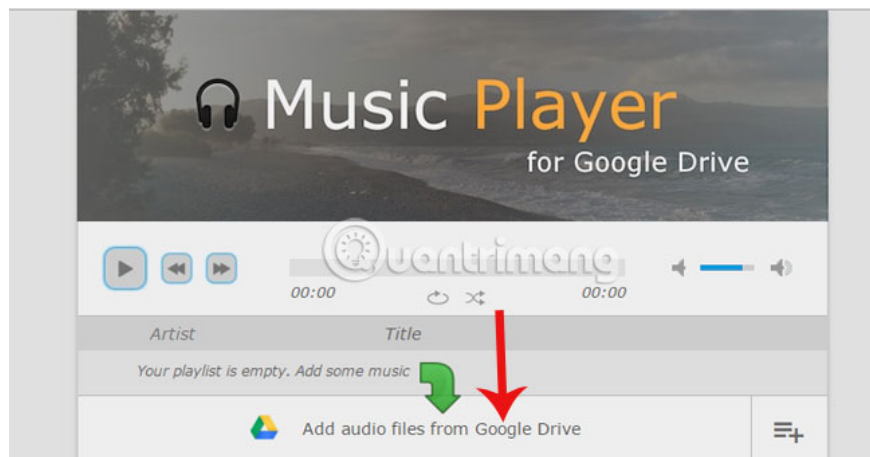 Music Player
for Google Drive
Quantrimang
00:00
00:00
Artist Title
Your playlist is empty. Add some music
Add audio files from Google Drive